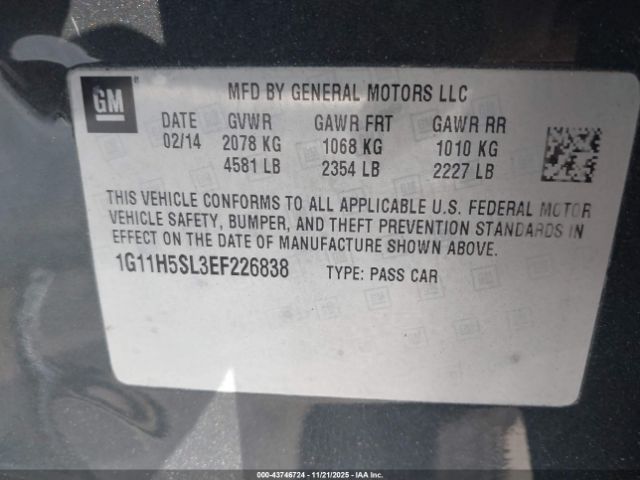 GM
MFD BY GENERAL MOTORS LLC
DATE GVWR GAWR FRT GAWR RR
02/14 2078 KG 1068 KG 1010 KG
4581 LB 2354 LB 2227 LB
THIS VEHICLE CONFORMS TO ALL APPLICABLE U.S. FEDERAL MOTOR
VEHICLE SAFETY, BUMPER, AND THEFT PREVENTION STANDARDS IN
EFFECT ON THE DATE OF MANUFACTURE SHOWN ABOVE.
1G11H5SL3EF226838 TYPE: PASS CAR
000-43746724 - 11/21/2025 - IAA Inc.